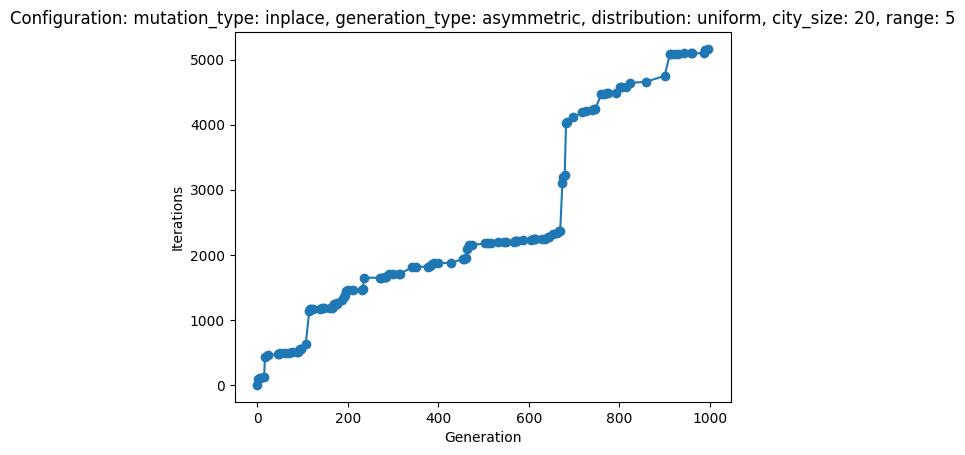 Configuration: mutation_type: inplace, generation_type: asymmetric, distribution: uniform, city_size: 20, range: 5
5000
4000
3000
2000
1000
0
Iterations
0 200 400 600 800 1000
Generation